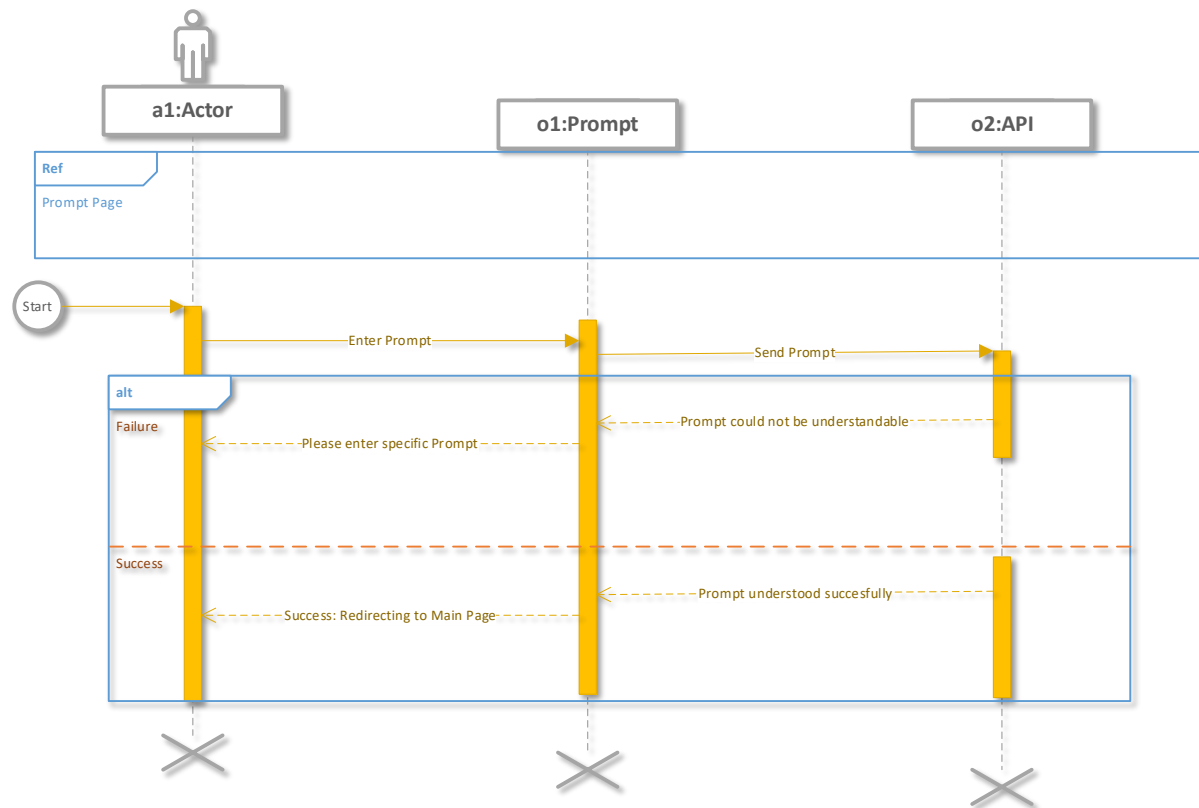 a1:Actor
o1:Prompt
o2:API
Ref
Prompt Page
Start
Enter Prompt
Send Prompt
alt
Failure
Prompt could not be understandable
Please enter specific Prompt
Success
Prompt understood succesfully
Success: Redirecting to Main Page